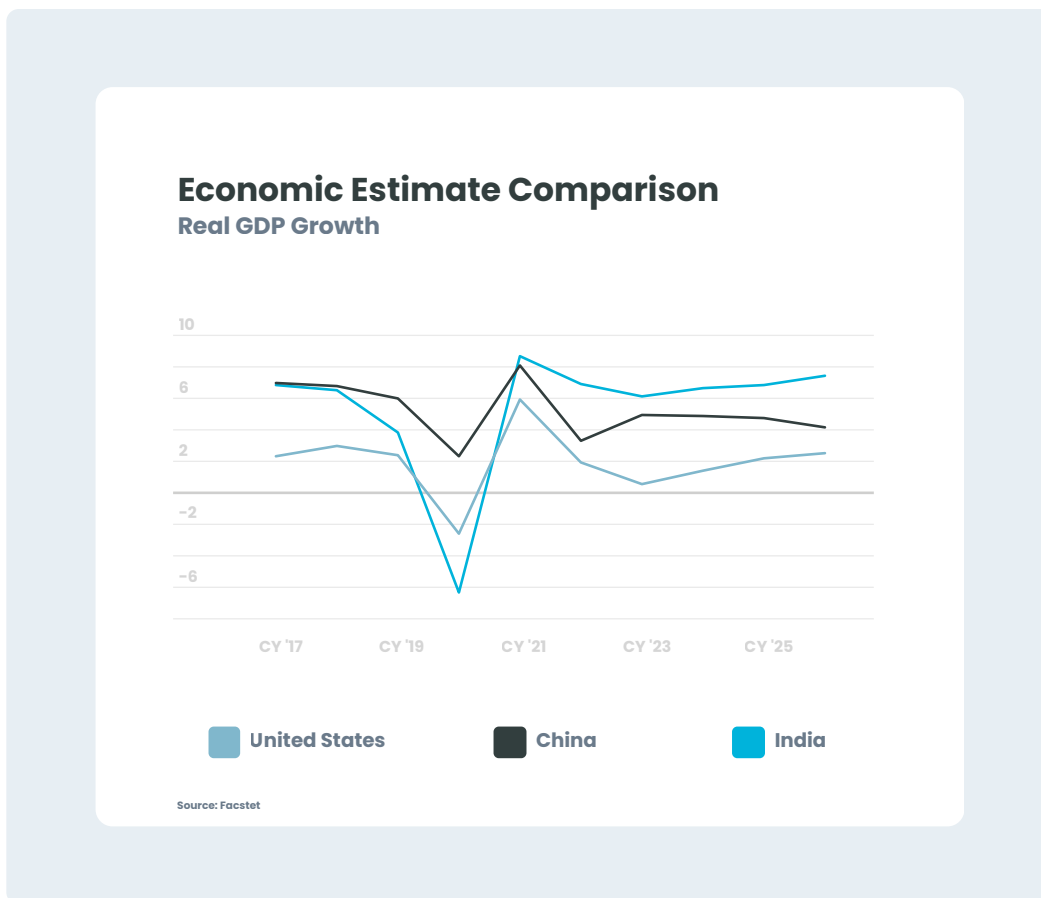 Economic Estimate Comparison
Real GDP Growth
10
6
2
-2
-6
CY '17 CY '19 CY '21 CY '23 CY '25
United States China India
Source: Facstet